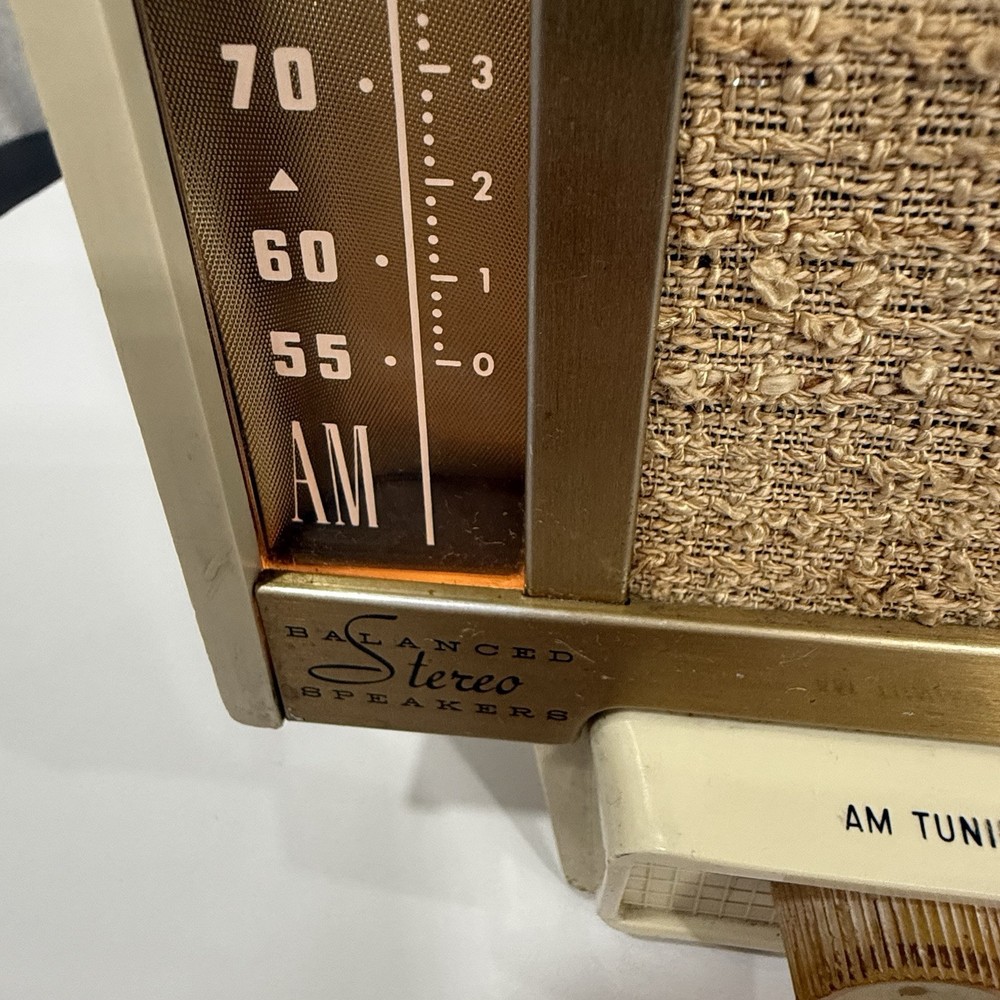 70 3
2
60 1
55 0
AM
BALANCED
Stereo
SPEAKERS
AM TUNI